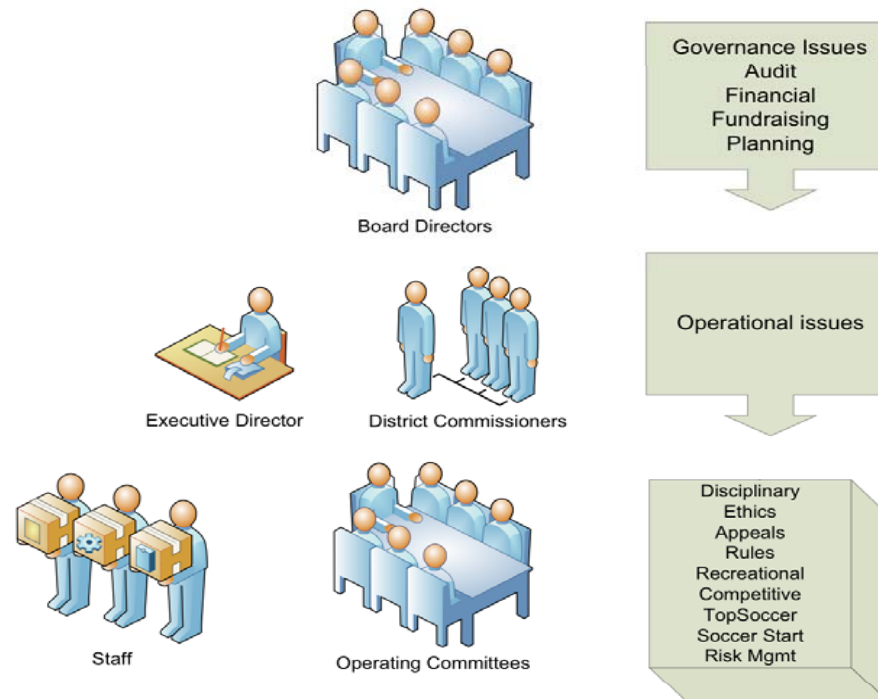 Governance Issues
Audit
Financial
Fundraising
Planning
Board Directors
Operational issues
Executive Director
District Commissioners
Disciplinary
Ethics
Appeals
Rules
Recreational
Competitive
TopSoccer
Soccer Start
Risk Mgmt
Staff
Operating Committees